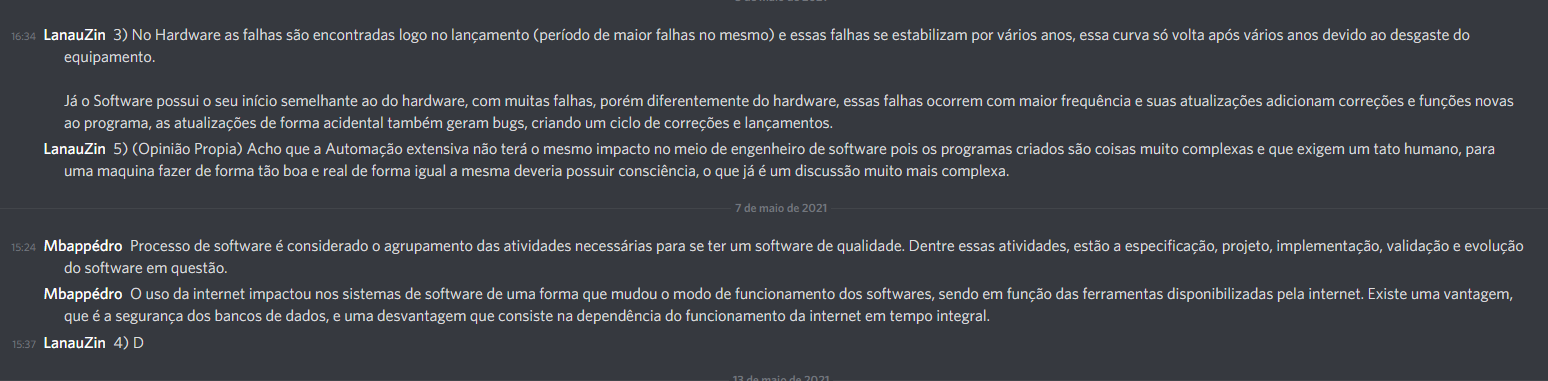 16:34 LanauZin 3) No Hardware as falhas são encontradas logo no lançamento (período de maior falhas no mesmo) e essas falhas se estabilizam por vários anos, essa curva só volta após vários anos devido ao desgaste do
equipamento.
Já o Software possui o seu início semelhante ao do hardware, com muitas falhas, porém diferentemente do hardware, essas falhas ocorrem com maior frequência e suas atualizações adicionam correções e funções novas
ao programa, as atualizações de forma acidental também geram bugs, criando um ciclo de correções e lançamentos.
LanauZin 5) (Opinião Propia) Acho que a Automação extensiva não terá o mesmo impacto no meio de engenheiro de software pois os programas criados são coisas muito complexas e que exigem um tato humano, para
uma maquina fazer de forma tão boa e real de forma igual a mesma deveria possuir consciência, o que já é um discussão muito mais complexa.
7 de maio de 2021
15:24 Mbappédro Processo de software é considerado o agrupamento das atividades necessárias para se ter um software de qualidade. Dentre essas atividades, estão a especificação, projeto, implementação, validação e evolução
do software em questão.
Mbappédro O uso da internet impactou nos sistemas de software de uma forma que mudou o modo de funcionamento dos softwares, sendo em função das ferramentas disponibilizadas pela internet. Existe uma vantagem,
que é a segurança dos bancos de dados, e uma desvantagem que consiste na dependência do funcionamento da internet em tempo integral.
15:37 LanauZin 4) D
13 de maio de 2021